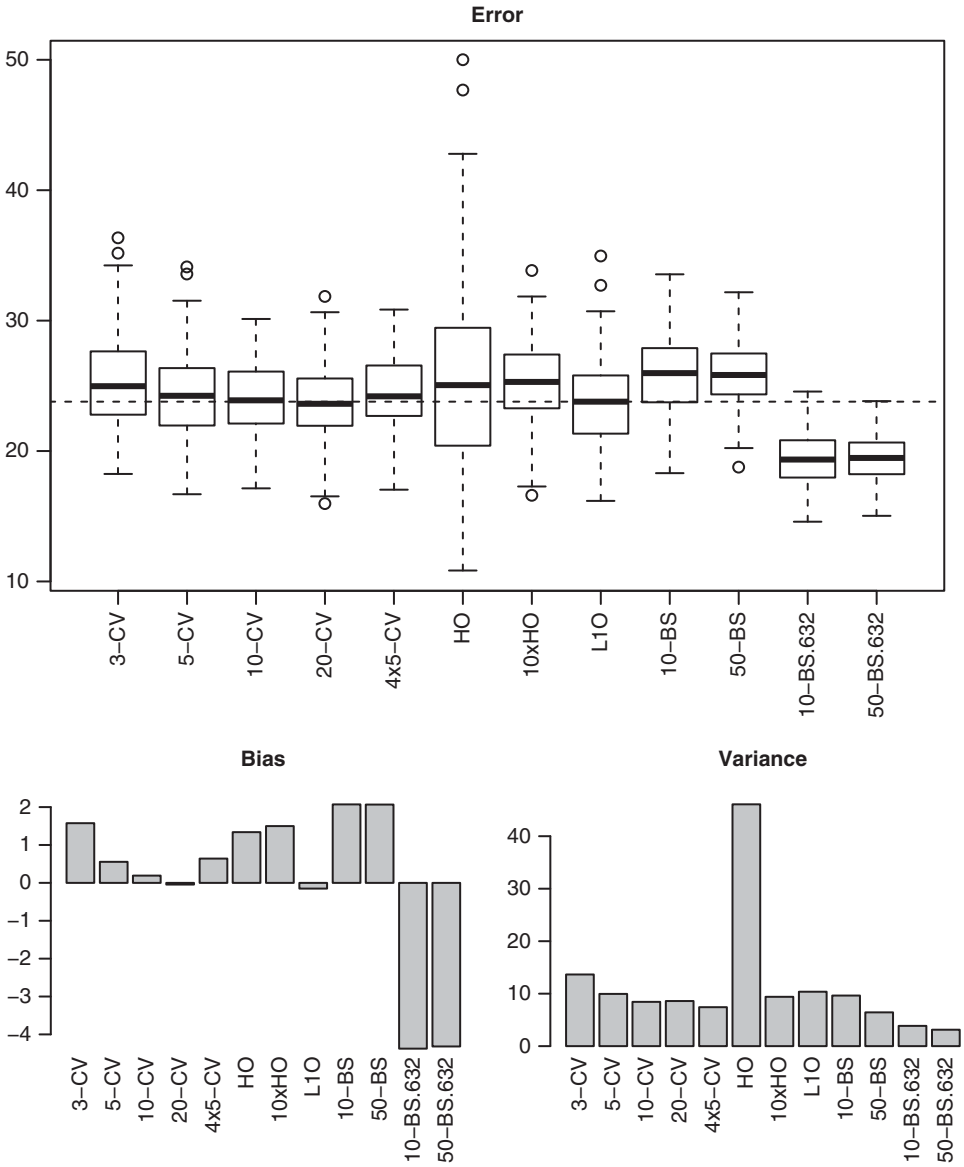 Error
50
40
30
20
10
3−CV
5−CV
10−CV
20−CV
4x5−CV
HO
10xHO
L1O
10−BS
50−BS
10−BS.632
50−BS.632
Bias
2
1
0
−1
−2
−3
−4
3−CV
5−CV
10−CV
20−CV
4x5−CV
HO
10xHO
L1O
10−BS
50−BS
10−BS.632
50−BS.632
Variance
40
30
20
10
0
3−CV
5−CV
10−CV
20−CV
4x5−CV
HO
10xHO
L1O
10−BS
50−BS
10−BS.632
50−BS.632